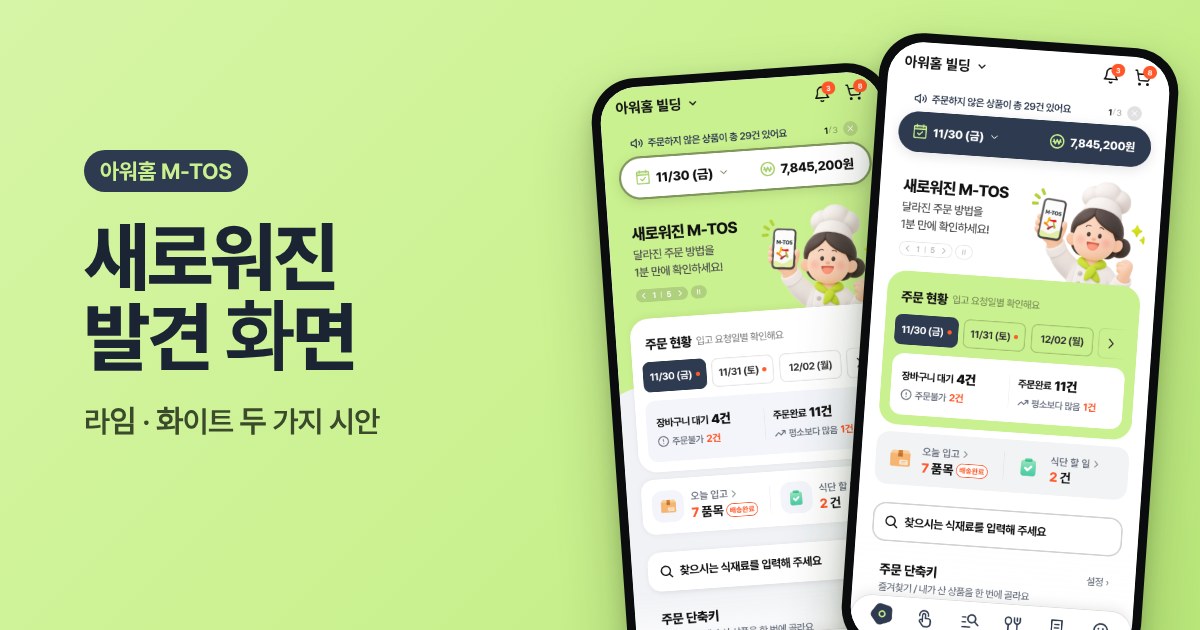 아워홈 M-TOS
새로워진
발견 화면
라임 · 화이트 두 가지 시안
아워홈 빌딩
3
8
주문하지 않은 상품이 총 29건 있어요
1/3
11/30 (금)
7,845,200원
새로워진 M-TOS
달라진 주문 방법을
1분 만에 확인하세요!
1 | 5
M-TOS
주문 현황 입고 요청일별 확인해요
11/30 (금)
11/31 (토)
12/02 (월)
장바구니 대기 4건
주문불가 2건
주문완료 11건
평소보다 많음 1건
오늘 입고
7 품목 배송완료
식단 할
2 건
찾으시는 식재료를 입력해 주세요
주문 단축키
아워홈 빌딩
3
8
주문하지 않은 상품이 총 29건 있어요
1/3
11/30 (금)
7,845,200원
새로워진 M-TOS
달라진 주문 방법을
1분 만에 확인하세요!
1 | 5
M-TOS
주문 현황 입고 요청일별 확인해요
11/30 (금)
11/31 (토)
12/02 (월)
장바구니 대기 4건
주문불가 2건
주문완료 11건
평소보다 많음 1건
오늘 입고
7 품목 배송완료
식단 할 일
2 건
찾으시는 식재료를 입력해 주세요
주문 단축키
설정
즐겨찾기 / 내가 산 상품을 한 번에 골라요